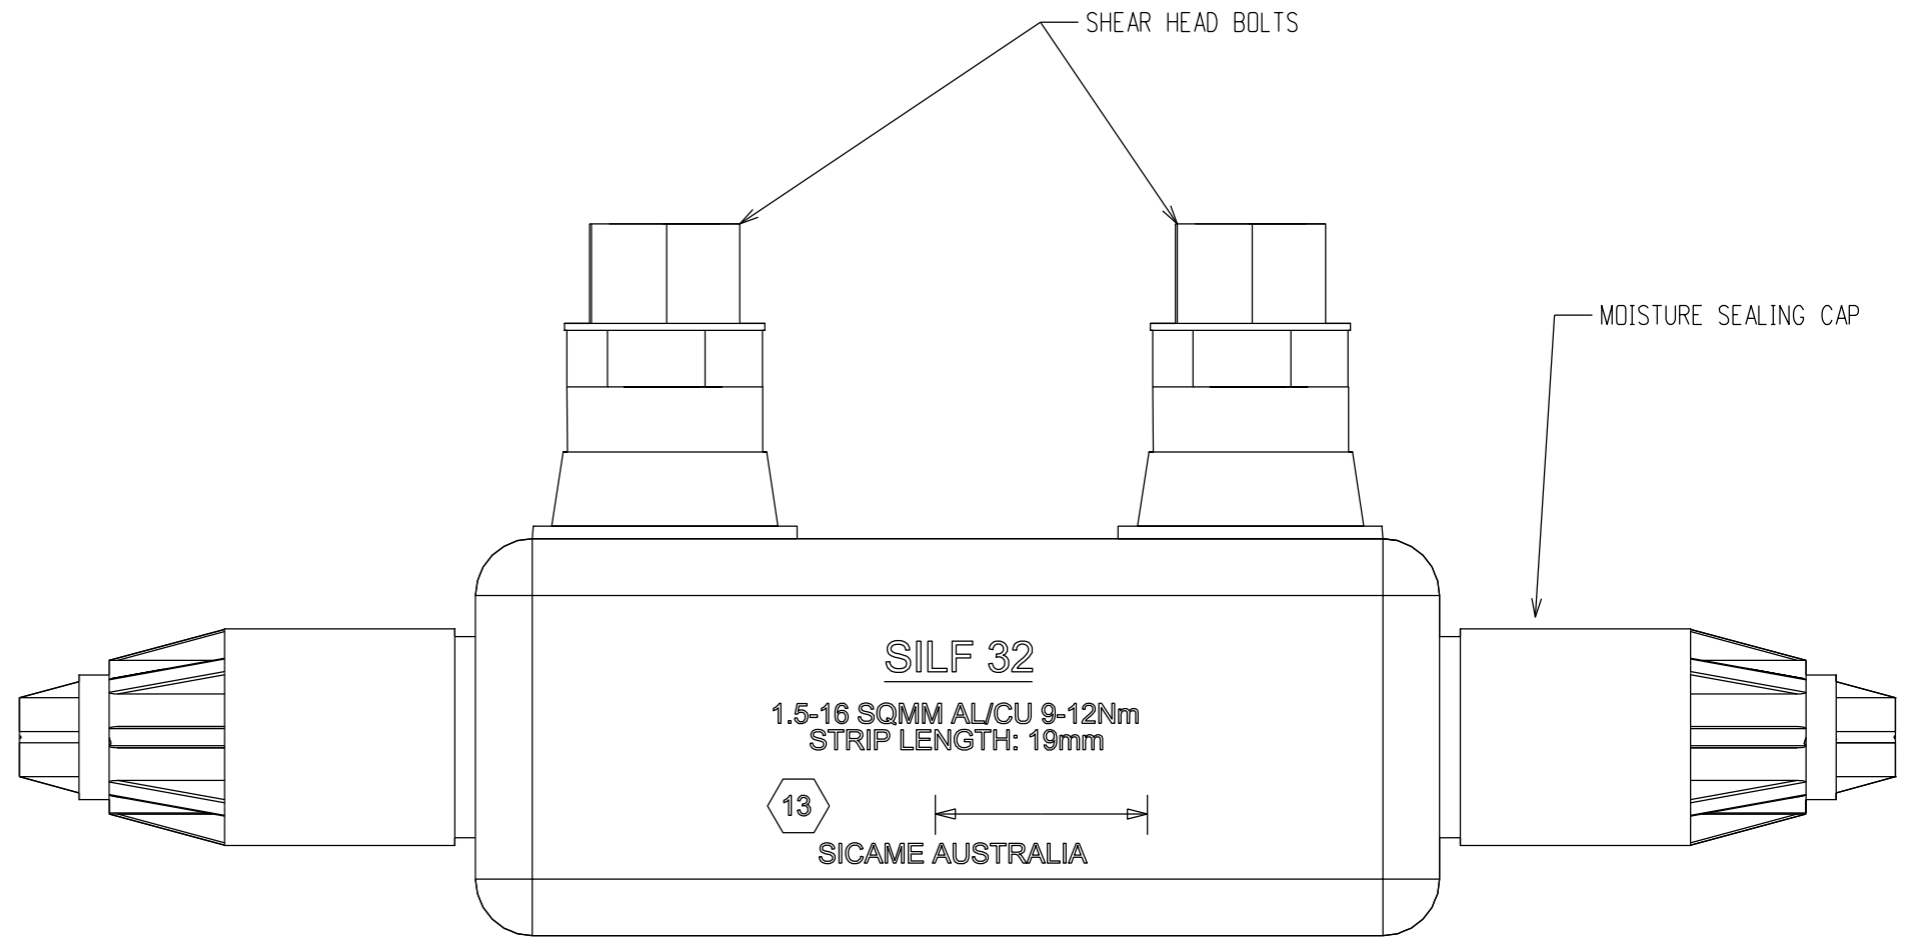 SHEAR HEAD BOLTS
MOISTURE SEALING CAP
SILF 32
1.5-16 SQMM AL/CU 9-12Nm
STRIP LENGTH: 19mm
13
SICAME AUSTRALIA